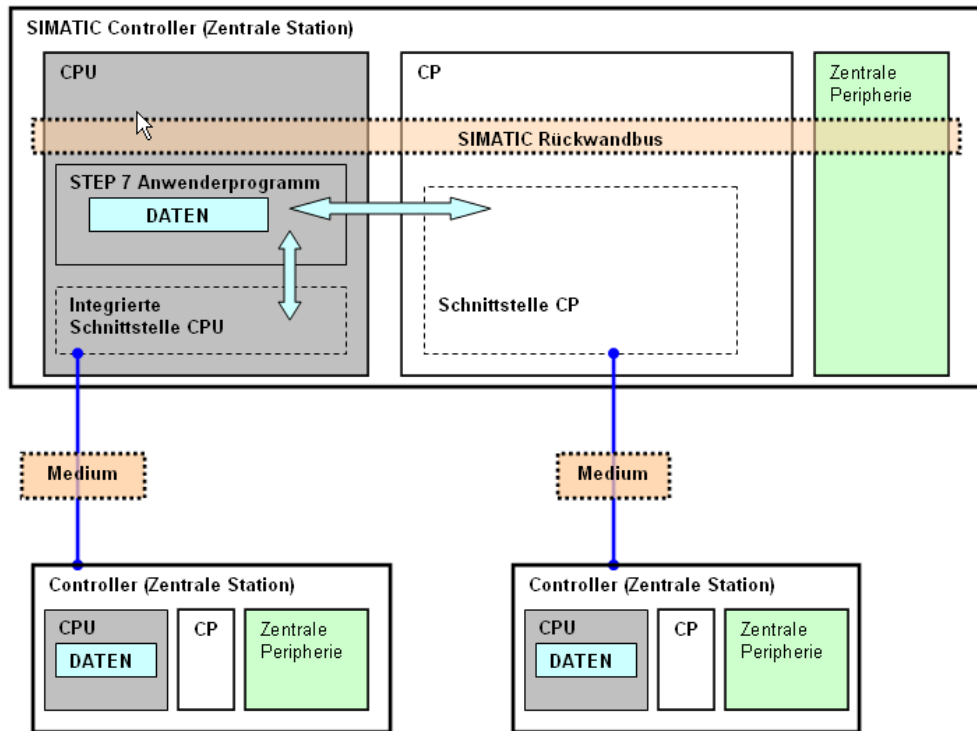 SIMATIC Controller (Zentrale Station)
CPU
CP
Zentrale
Peripherie
SIMATIC Rückwandbus
STEP 7 Anwenderprogramm
DATEN
Integrierte
Schnittstelle CPU
Schnittstelle CP
Medium
Medium
Controller (Zentrale Station)
CPU
DATEN
CP
Zentrale
Peripherie
Controller (Zentrale Station)
CPU
DATEN
CP
Zentrale
Peripherie